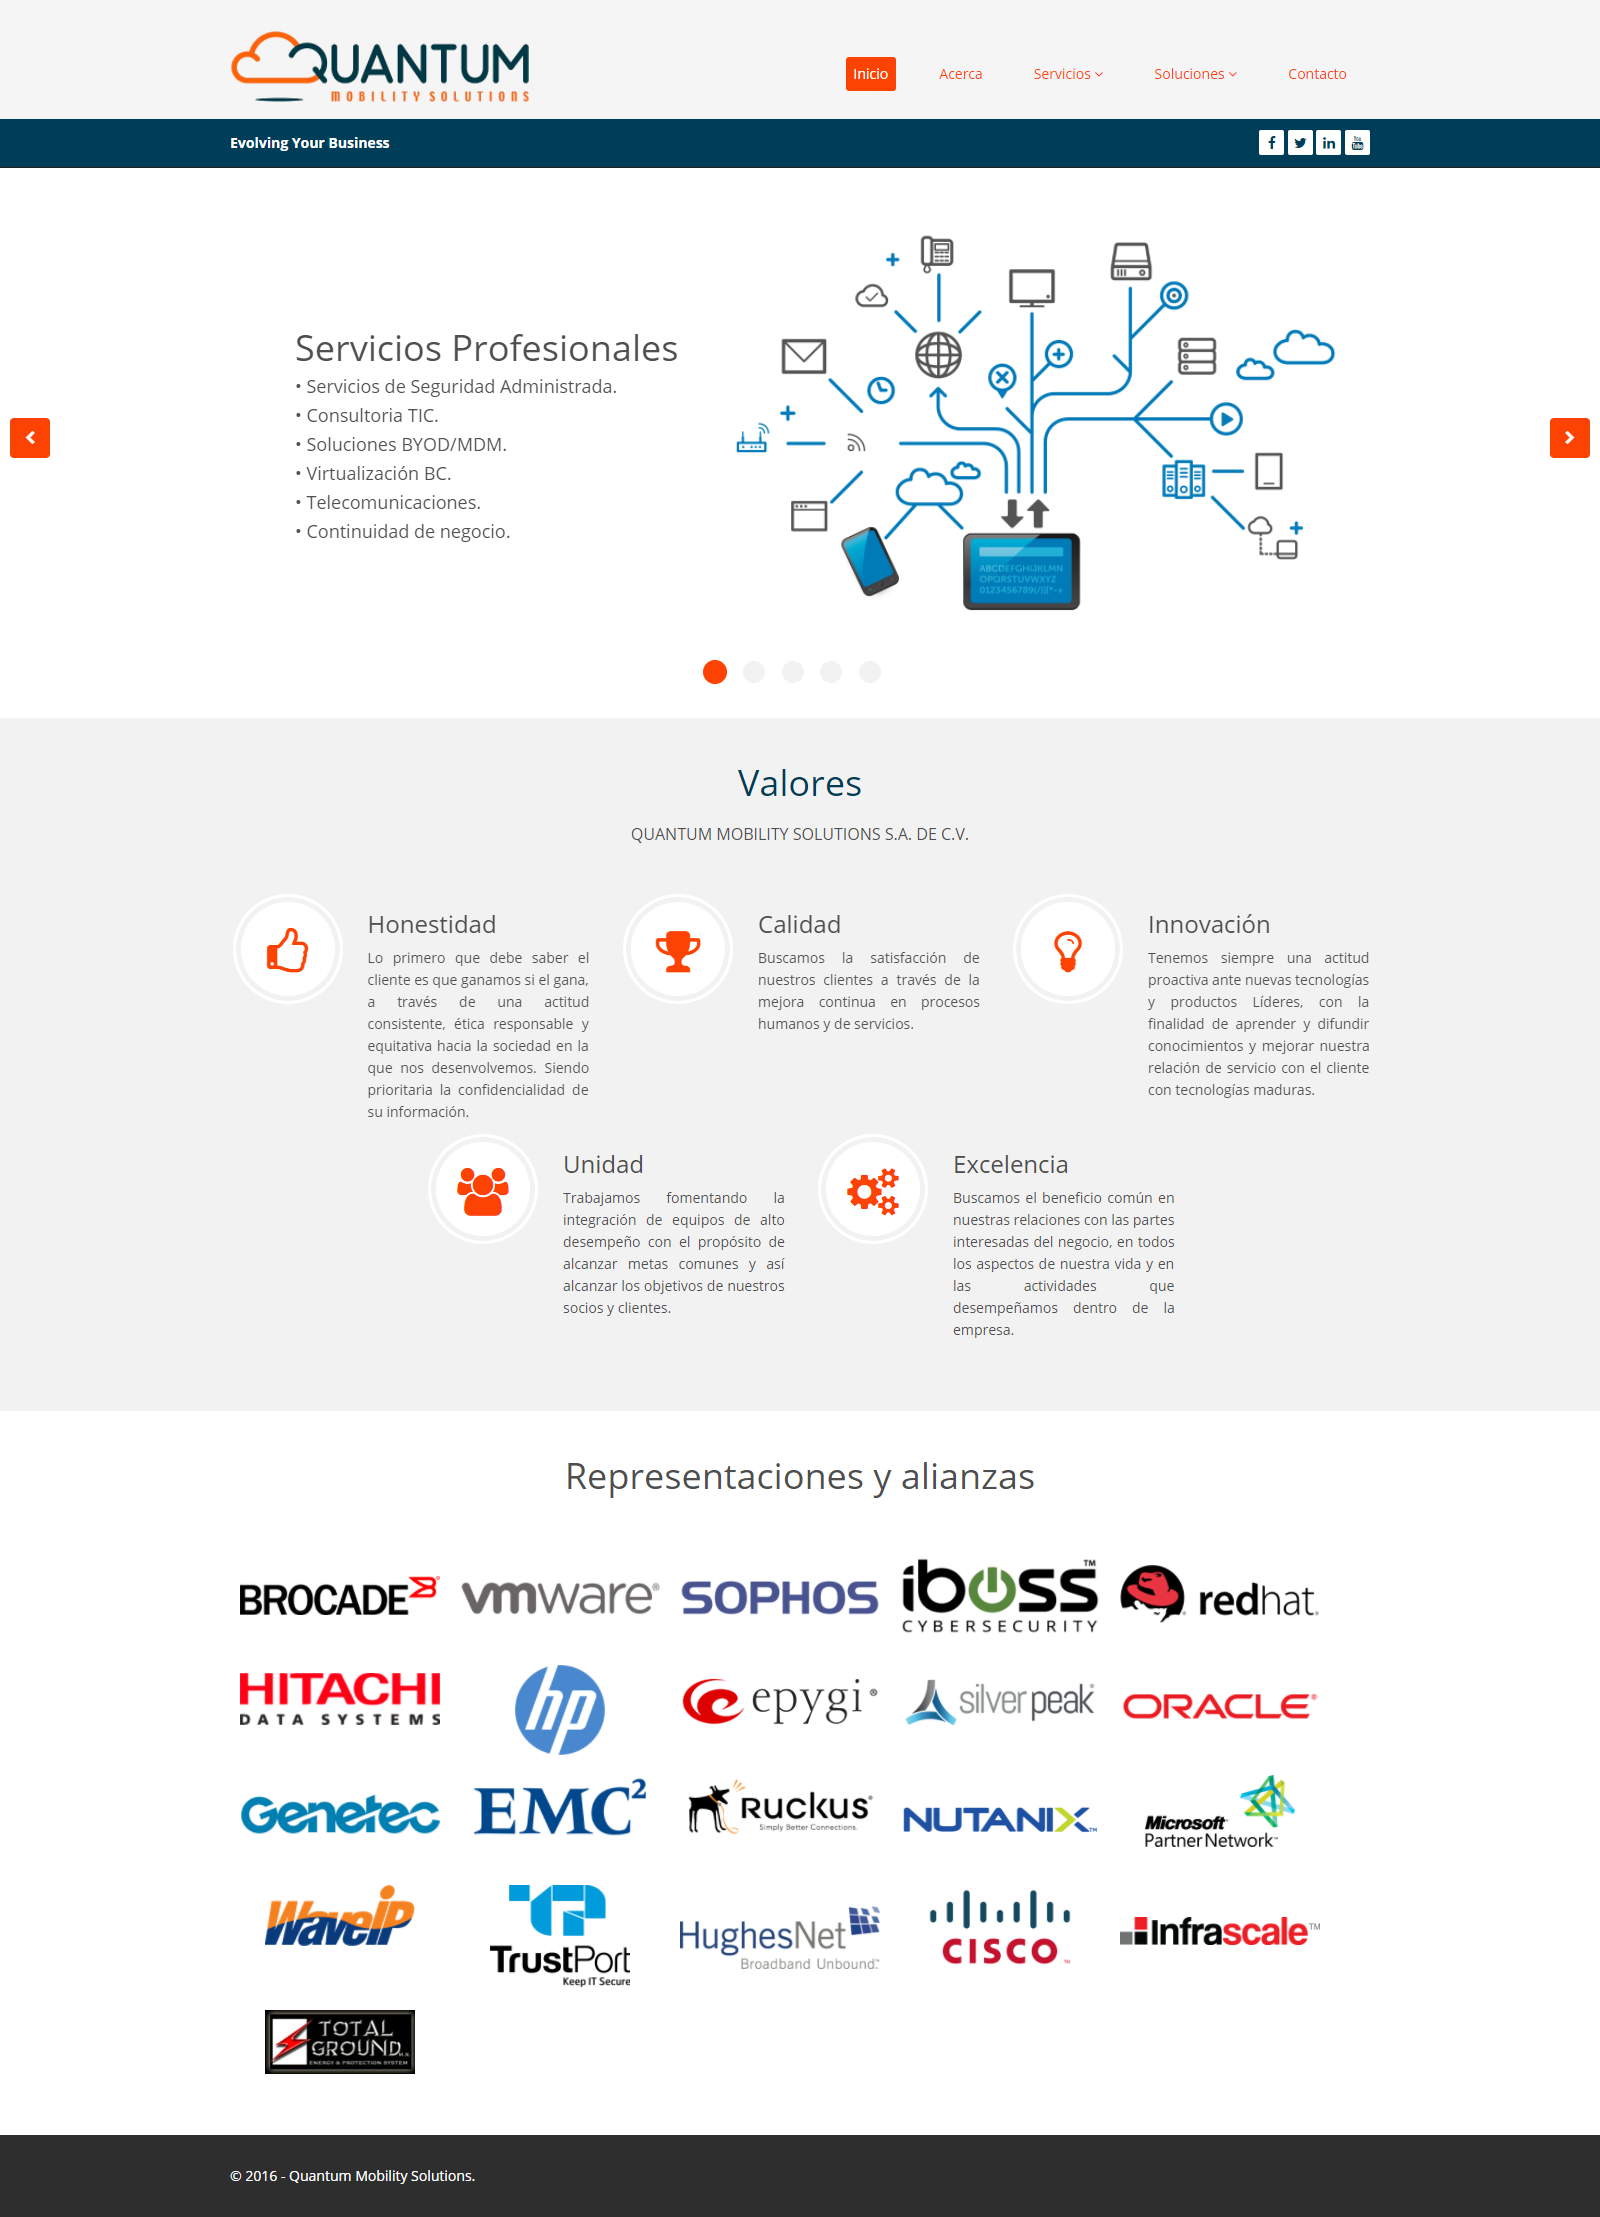 QUANTUM
MOBILITY SOLUTIONS
Inicio
Acerca
Servicios
Soluciones
Contacto
Evolving Your Business
You
Tube
Servicios Profesionales
• Servicios de Seguridad Administrada.
• Consultoria TIC.
• Soluciones BYOD/MDM.
• Virtualización BC.
• Telecomunicaciones.
• Continuidad de negocio.
ABCDEFGHIJKLMN
OPQRSTUVWXYZ
Valores
QUANTUM MOBILITY SOLUTIONS S.A. DE C.V.
Honestidad
Lo primero que debe saber el
cliente es que ganamos si el gana,
a través de una actitud
consistente, ética responsable y
equitativa hacia la sociedad en la
que nos desenvolvemos. Siendo
prioritaria la confidencialidad de
su información.
Calidad
Buscamos la satisfacción de
nuestros clientes a través de la
mejora continua en procesos
humanos y de servicios.
Innovación
Tenemos siempre una actitud
proactiva ante nuevas tecnologías
y productos Líderes, con la
finalidad de aprender y difundir
conocimientos y mejorar nuestra
relación de servicio con el cliente
con tecnologías maduras.
Unidad
Trabajamos fomentando la
integración de equipos de alto
desempeño con el propósito de
alcanzar metas comunes y así
alcanzar los objetivos de nuestros
socios y clientes.
Excelencia
Buscamos el beneficio común en
nuestras relaciones con las partes
interesadas del negocio, en todos
los aspectos de nuestra vida y en
las actividades que
desempeñamos dentro de la
empresa.
Representaciones y alianzas
BROCADE
vmware®
SOPHOS
iboss™
CYBERSECURITY
redhat.
HITACHI
DATA SYSTEMS
hp
epygi®
silver peak
ORACLE®
Genetec
EMC²
RUCKUS®
Simply Better Connections.
NUTANIX™
Microsoft
Partner Network™
WaveIP
TrustPort
Keep IT Secure
HughesNet
Broadband Unbound.™
CISCO™
Infrascale™
TOTAL
GROUND
ENERGY & PROTECTION SYSTEM
© 2016 - Quantum Mobility Solutions.